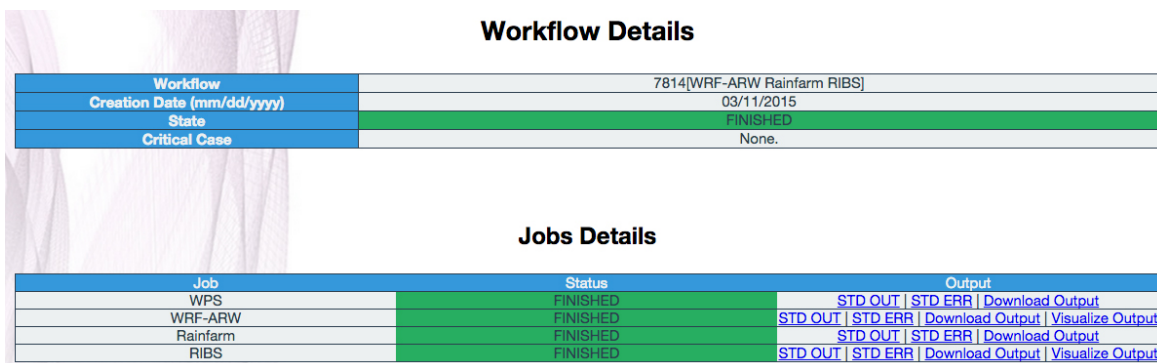 Workflow Details
Workflow 7814[WRF-ARW Rainfarm RIBS]
Creation Date (mm/dd/yyyy) 03/11/2015
State FINISHED
Critical Case None.
Jobs Details
Job Status Output
WPS FINISHED STD OUT | STD ERR | Download Output
WRF-ARW FINISHED STD OUT | STD ERR | Download Output | Visualize Output
Rainfarm FINISHED STD OUT | STD ERR | Download Output
RIBS FINISHED STD OUT | STD ERR | Download Output | Visualize Output